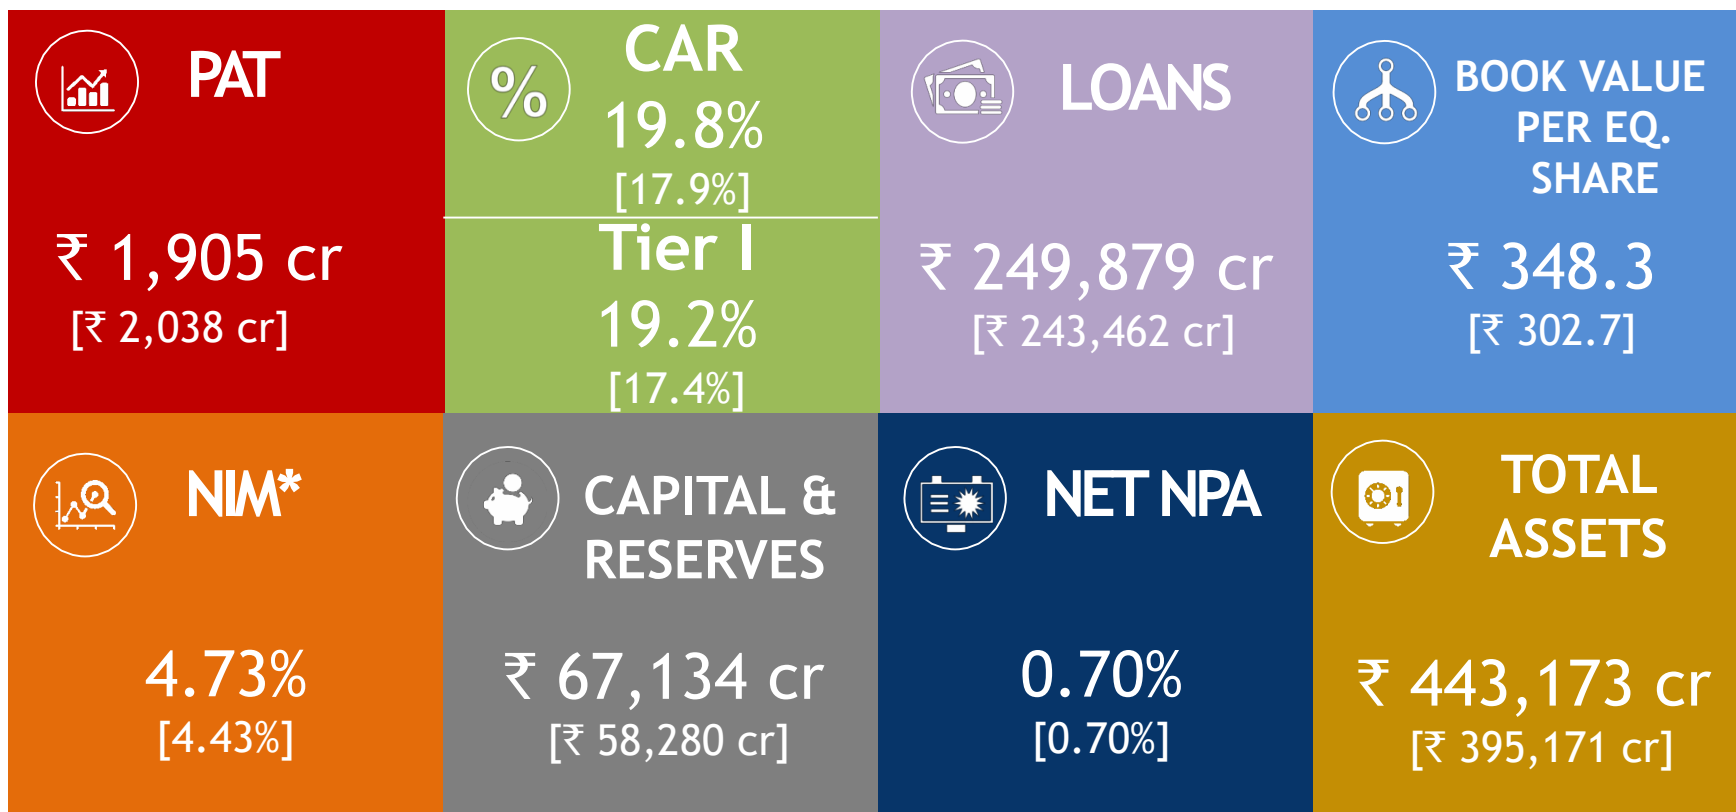 PAT
₹ 1,905 cr
[₹ 2,038 cr]
%
CAR
19.8%
[17.9%]
Tier I
19.2%
[17.4%]
LOANS
₹ 249,879 cr
[₹ 243,462 cr]
BOOK VALUE
PER EQ.
SHARE
₹ 348.3
[₹ 302.7]
NIM*
4.73%
[4.43%]
CAPITAL &
RESERVES
₹ 67,134 cr
[₹ 58,280 cr]
NET NPA
0.70%
[0.70%]
TOTAL
ASSETS
₹ 443,173 cr
[₹ 395,171 cr]